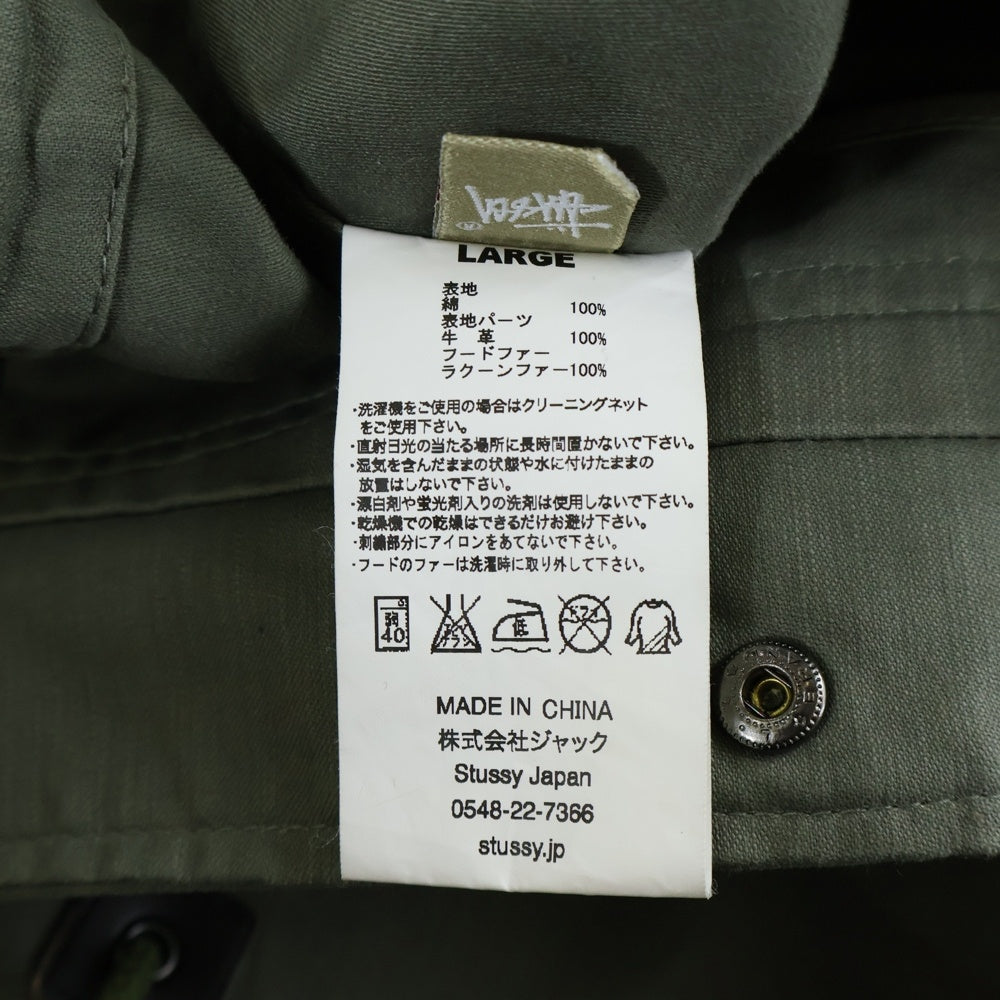 LARGE
表地
綿 100%
表地パーツ
牛 革 100%
フードファー
ラクーンファー100%
・洗濯機をご使用の場合はクリーニングネット
をご使用下さい。
・直射日光の当たる場所に長時間置かないで下さい。
・湿気を含んだままの状態や水に付けたままの
放置はしないで下さい。
・漂白剤や蛍光剤入りの洗剤は使用しないで下さい。
・乾燥機での乾燥はできるだけお避け下さい。
・刺繍部分にアイロンをあてないで下さい。
・フードのファーは洗濯時に取り外して下さい。
弱 40 エンソ サラシ 低 ドライ
MADE IN CHINA
株式会社ジャック
Stussy Japan
0548-22-7366
stussy.jp